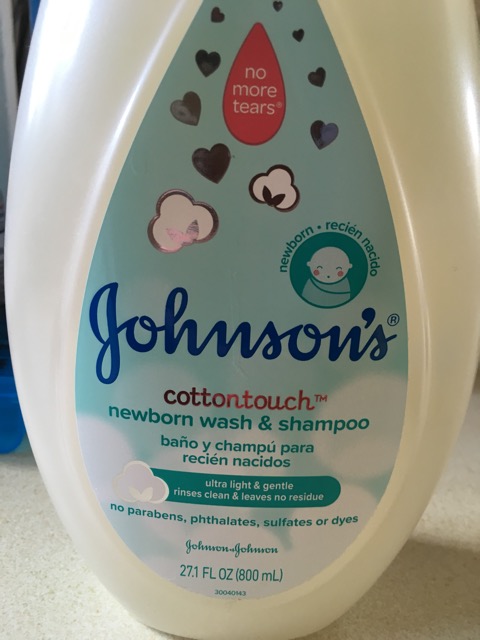 no
more
tears®
newborn • recién nacido
Johnson's®
cottontouch™
newborn wash & shampoo
baño y champú para
recién nacidos
ultra light & gentle
rinses clean & leaves no residue
no parabens, phthalates, sulfates or dyes
Johnson & Johnson
27.1 FL OZ (800 mL)
30040143